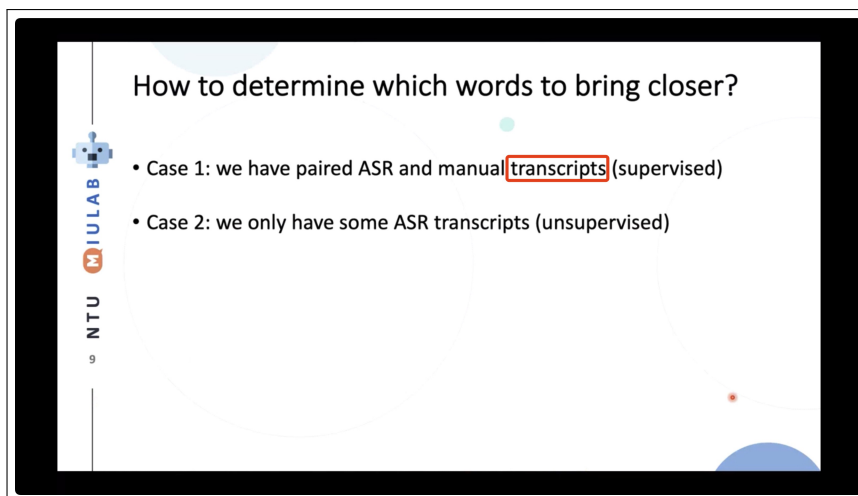 How to determine which words to bring closer?
• Case 1: we have paired ASR and manual transcripts (supervised)
• Case 2: we only have some ASR transcripts (unsupervised)
NTU MIULAB
9